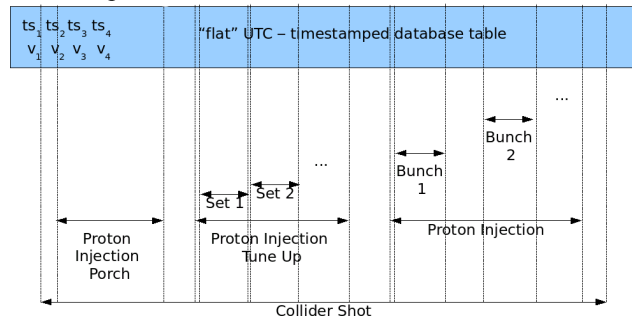 ts1 ts2 ts3 ts4
v1 v2 v3 v4
“flat” UTC – timestamped database table
...
Bunch
2
...
Bunch
1
Set 1
Set 2
Proton
Injection
Porch
Proton Injection
Tune Up
Proton Injection
Collider Shot